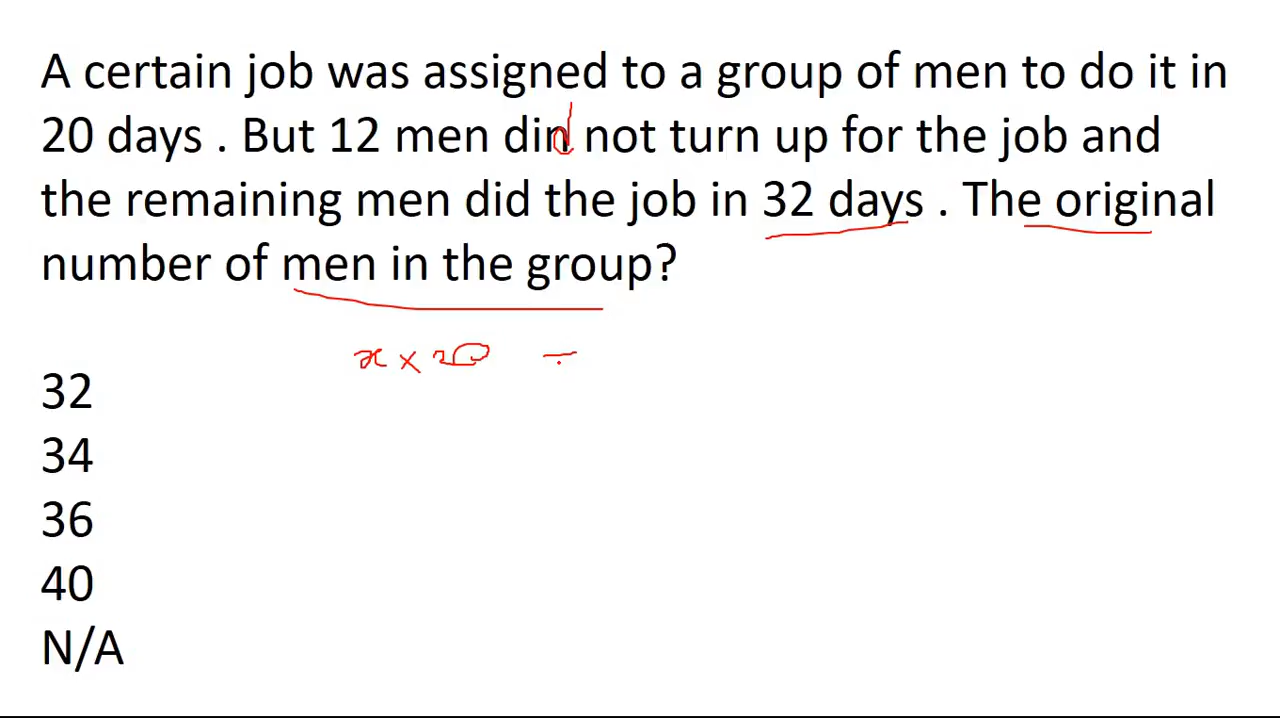 A certain job was assigned to a group of men to do it in
20 days . But 12 men did not turn up for the job and
the remaining men did the job in 32 days . The original
number of men in the group?
x × 20 =
32
34
36
40
N/A